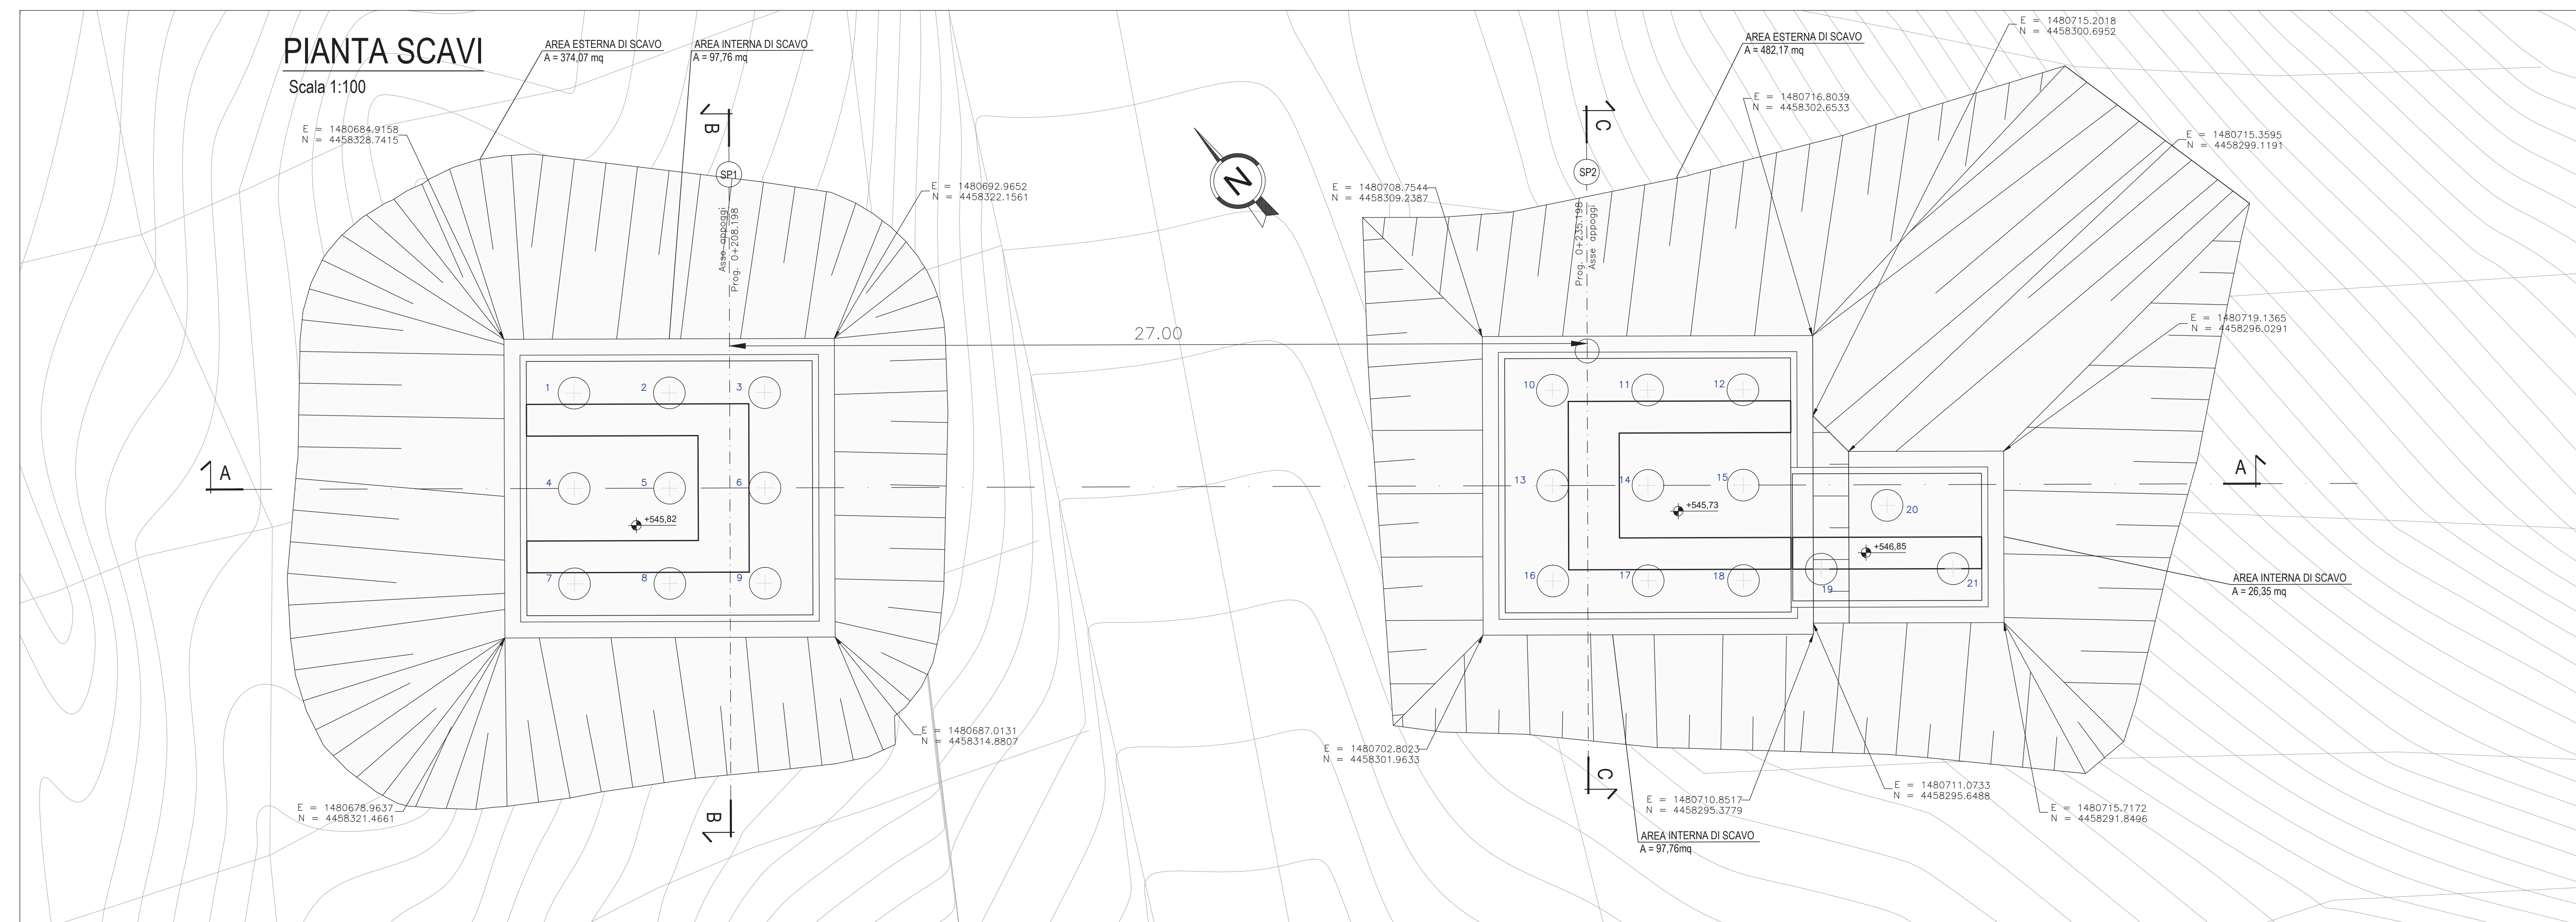 PIANTA SCAVI
Scala 1:100
AREA ESTERNA DI SCAVO
A = 374,07 mq
AREA INTERNA DI SCAVO
A = 97,76 mq
E = 1480684.9158
N = 4458328.7415
B
SP1
Asse appoggi
Prog. 0+208.198
E = 1480692.9652
N = 4458322.1561
N
27.00
1
2
3
4
5
6
+545,82
7
8
9
A
E = 1480687.0131
N = 4458314.8807
E = 1480678.9637
N = 4458321.4661
B
AREA ESTERNA DI SCAVO
A = 482,17 mq
E = 1480715.2018
N = 4458300.6952
E = 1480716.8039
N = 4458302.6533
C
SP2
Prog. 0+235.198
Asse appoggi
E = 1480708.7544
N = 4458309.2387
E = 1480715.3595
N = 4458299.1191
E = 1480719.1365
N = 4458296.0291
10
11
12
13
14
15
+545,73
16
17
18
19
20
21
+546,85
A
AREA INTERNA DI SCAVO
A = 26,35 mq
E = 1480702.8023
N = 4458301.9633
C
E = 1480710.8517
N = 4458295.3779
E = 1480711.0733
N = 4458295.6488
E = 1480715.7172
N = 4458291.8496
AREA INTERNA DI SCAVO
A = 97,76mq